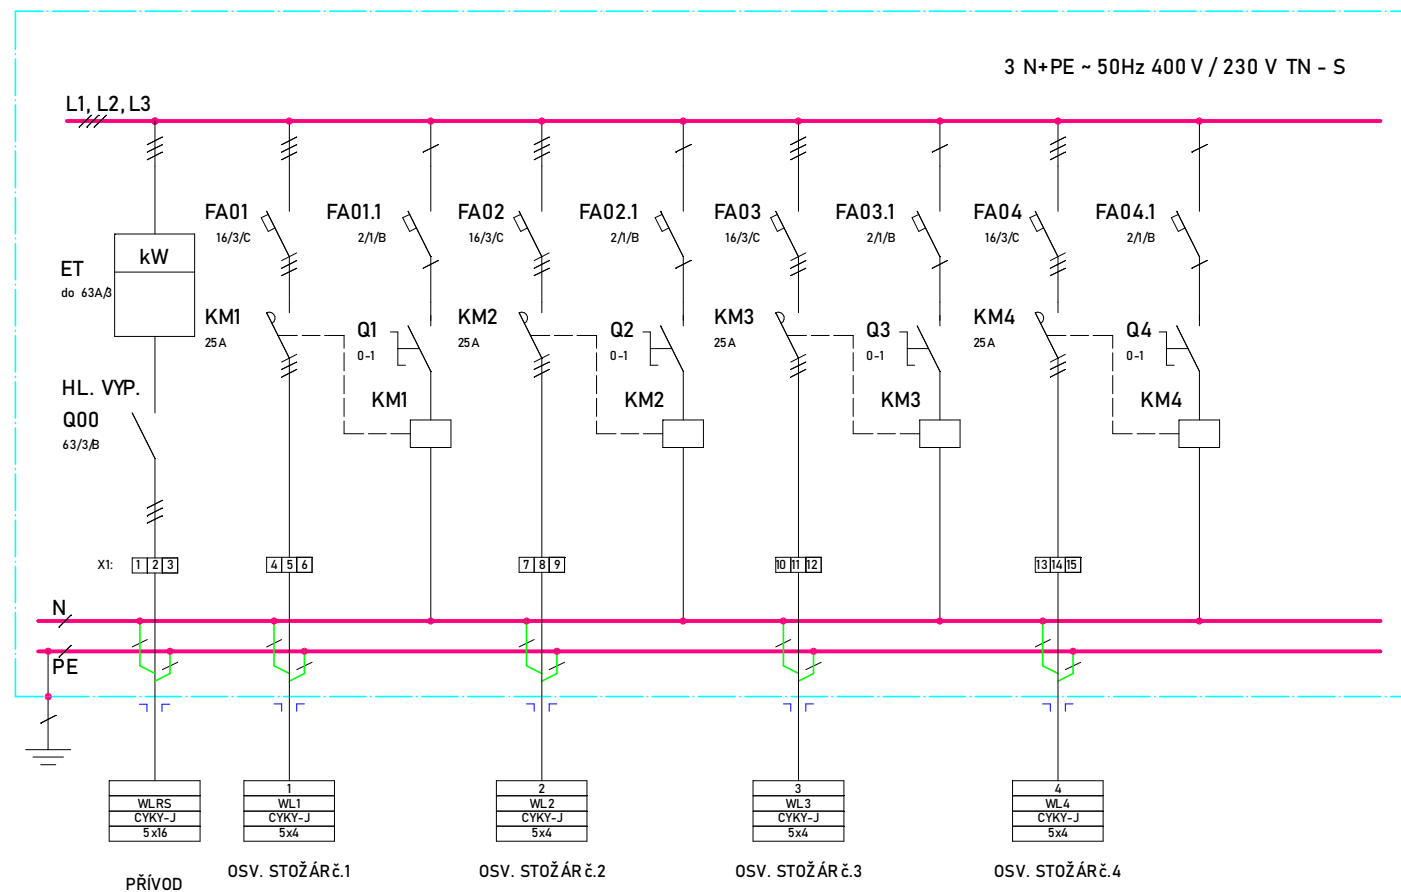 3 N+PE ~ 50Hz 400 V / 230 V TN - S
L1, L2, L3
FA01 FA01.1 FA02 FA02.1 FA03 FA03.1 FA04 FA04.1
16/3/C 2/1/B 16/3/C 2/1/B 16/3/C 2/1/B 16/3/C 2/1/B
kW
ET
do 63A/3
KM1 Q1 KM2 Q2 KM3 Q3 KM4 Q4
25A 0-1 25A 0-1 25A 0-1 25A 0-1
HL. VYP.
KM1 KM2 KM3 KM4
Q00
63/3/B
X1: 1 2 3 4 5 6 7 8 9 10 11 12 13 14 15
N
PE
1 2 3 4
WLRS WL1 WL2 WL3 WL4
CYKY-J CYKY-J CYKY-J CYKY-J CYKY-J
5x16 5x4 5x4 5x4 5x4
OSV. STOŽÁR č.1 OSV. STOŽÁR č.2 OSV. STOŽÁR č.3 OSV. STOŽÁR č.4
PŘÍVOD